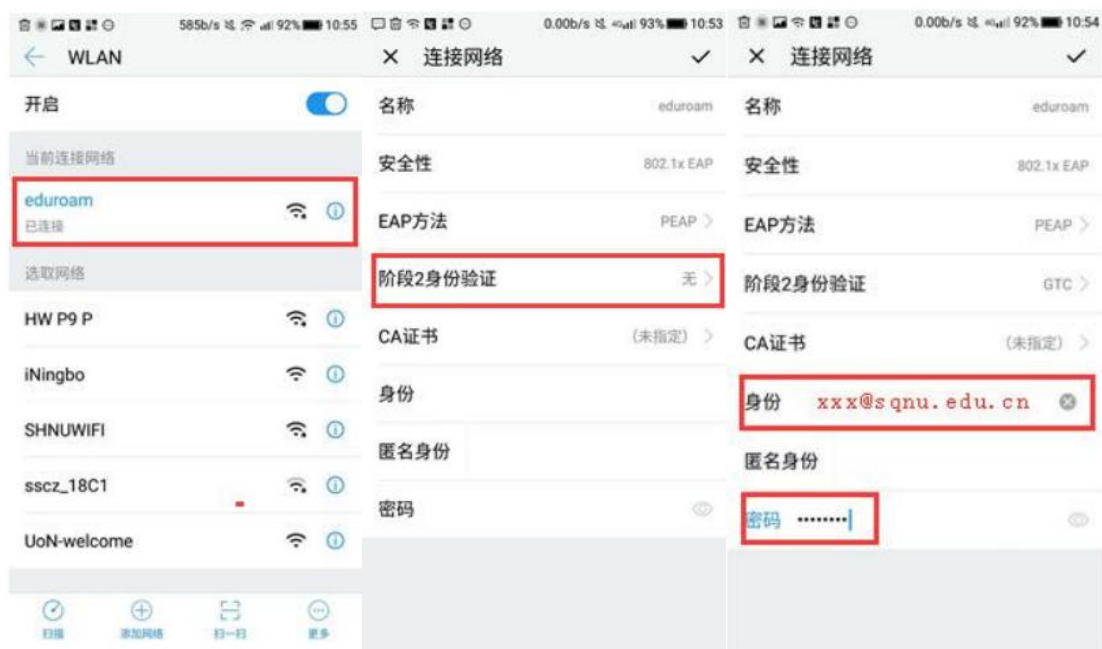 585b/s 92% 10:55
WLAN
开启
当前连接网络
eduroam
已连接
选取网络
HW P9 P
iNingbo
SHNUWIFI
sscz_18C1
UoN-welcome
扫描 添加网络 扫一扫 更多
0.00b/s 4G 93% 10:53
连接网络
名称 eduroam
安全性 802.1x EAP
EAP方法 PEAP
阶段2身份验证 无
CA证书 (未指定)
身份
匿名身份
密码
0.00b/s 4G 92% 10:54
连接网络
名称 eduroam
安全性 802.1x EAP
EAP方法 PEAP
阶段2身份验证 GTC
CA证书 (未指定)
身份 xxx@sqnu.edu.cn
匿名身份
密码 ••••••••